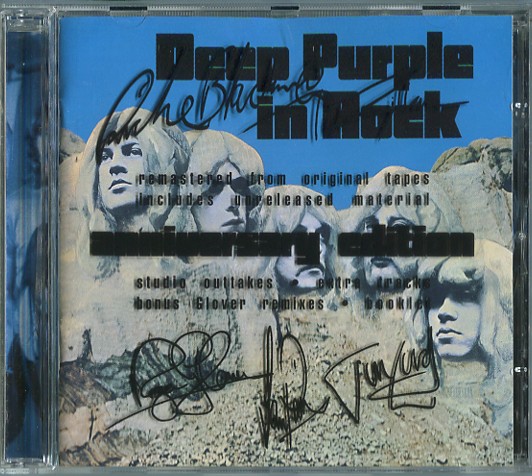 Deep Purple
in Rock
remastered from original tapes
includes unreleased material
anniversary edition
studio outtakes • extra tracks
bonus Glover remixes • booklet